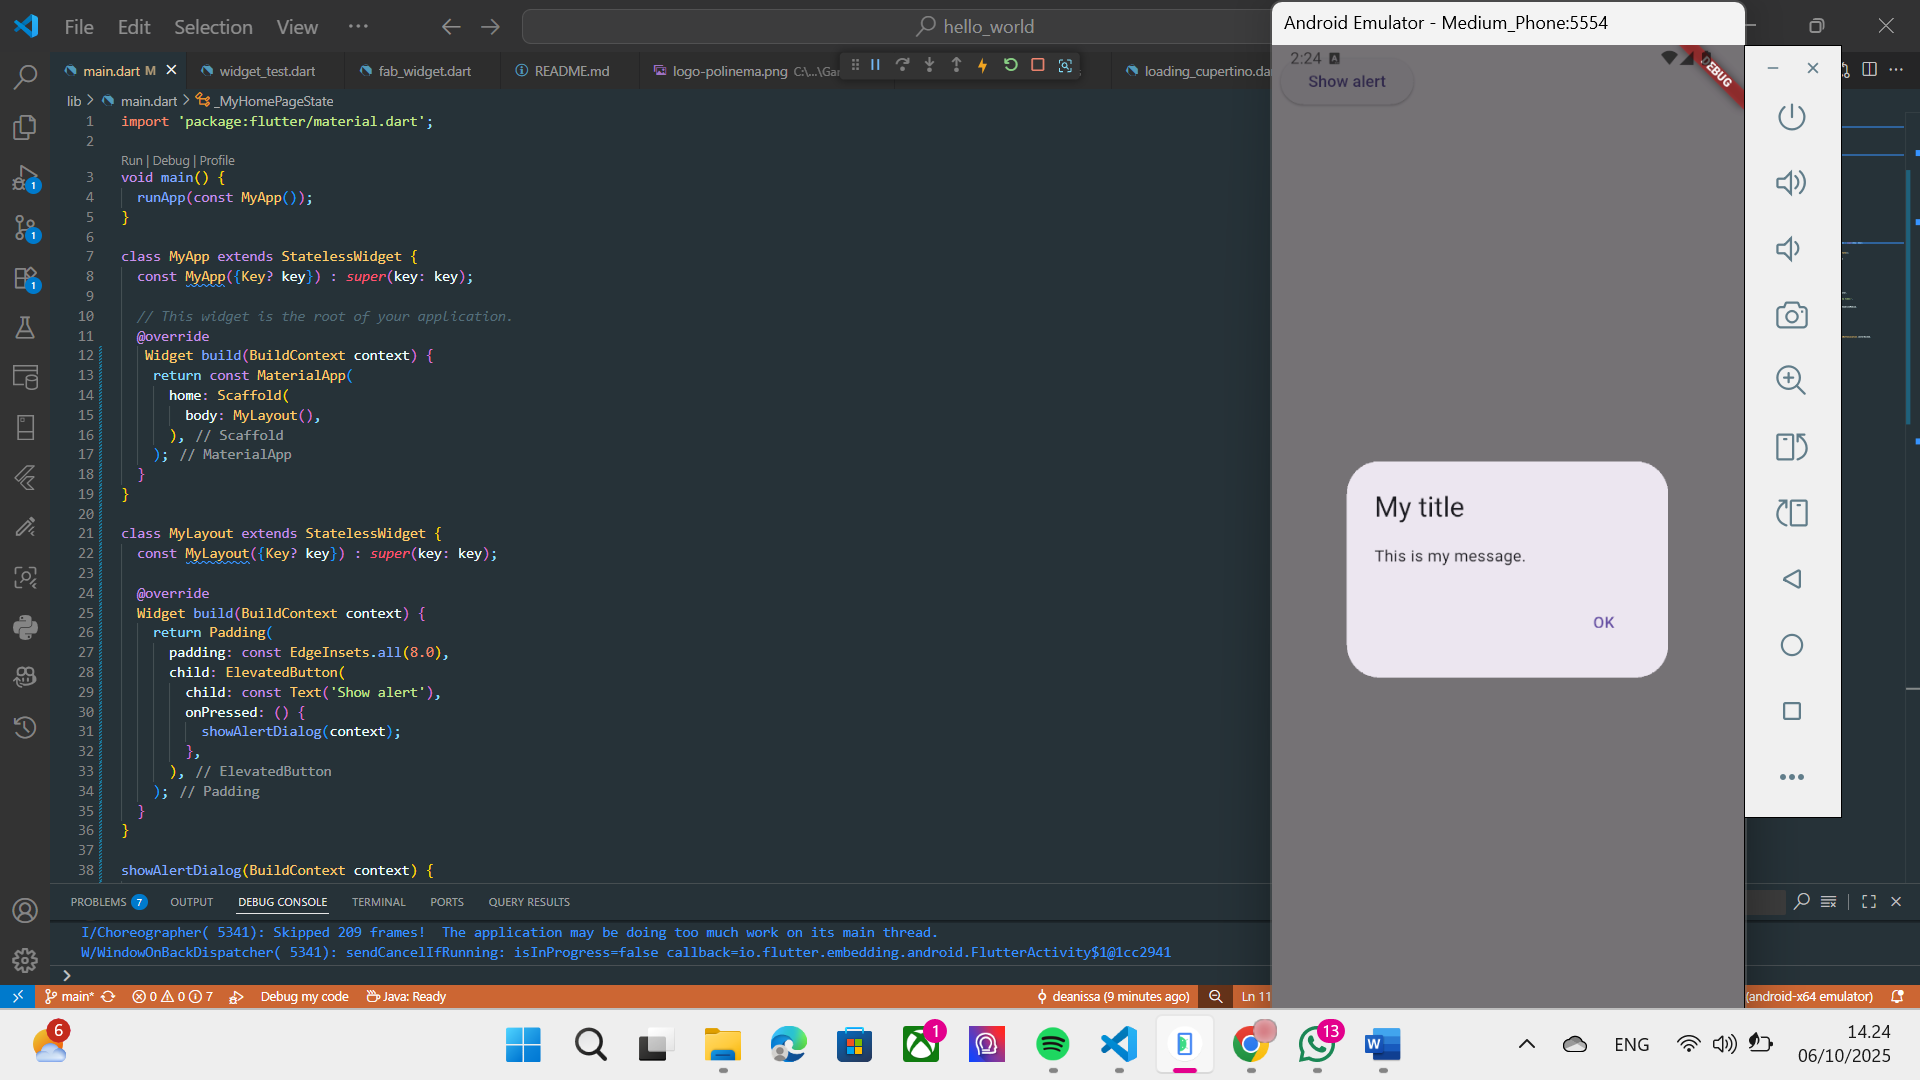 File Edit Selection View ··· hello_world
Android Emulator - Medium_Phone:5554
main.dart M widget_test.dart fab_widget.dart README.md logo-polinema.png C:\...\Gar loading_cupertino.da
lib > main.dart > _MyHomePageState
1 import 'package:flutter/material.dart';
2
Run | Debug | Profile
3 void main() {
4 runApp(const MyApp());
5 }
6
7 class MyApp extends StatelessWidget {
8 const MyApp({Key? key}) : super(key: key);
9
10 // This widget is the root of your application.
11 @override
12 Widget build(BuildContext context) {
13 return const MaterialApp(
14 home: Scaffold(
15 body: MyLayout(),
16 ), // Scaffold
17 ); // MaterialApp
18 }
19 }
20
21 class MyLayout extends StatelessWidget {
22 const MyLayout({Key? key}) : super(key: key);
23
24 @override
25 Widget build(BuildContext context) {
26 return Padding(
27 padding: const EdgeInsets.all(8.0),
28 child: ElevatedButton(
29 child: const Text('Show alert'),
30 onPressed: () {
31 showAlertDialog(context);
32 },
33 ), // ElevatedButton
34 ); // Padding
35 }
36 }
37
38 showAlertDialog(BuildContext context) {
2:24 A
DEBUG
Show alert
My title
This is my message.
OK
1
1
1
PROBLEMS 7 OUTPUT DEBUG CONSOLE TERMINAL PORTS QUERY RESULTS
I/Choreographer( 5341): Skipped 209 frames! The application may be doing too much work on its main thread.
W/WindowOnBackDispatcher( 5341): sendCancelIfRunning: isInProgress=false callback=io.flutter.embedding.android.FlutterActivity$1@1cc2941
>
main* 0 0 7 Debug my code Java: Ready deanissa (9 minutes ago) Ln 11 (android-x64 emulator)
6 1 13 W ENG 14.24
06/10/2025